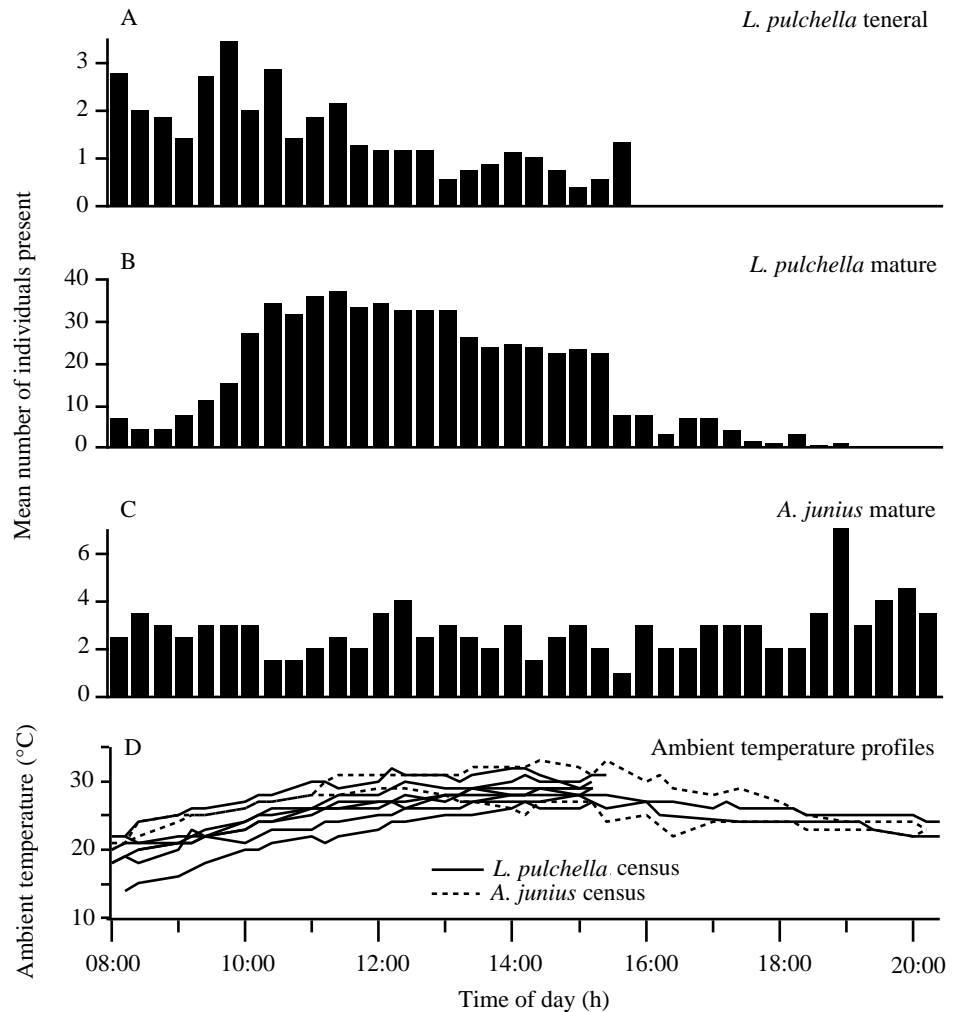 A
L. pulchella teneral
3
2
1
0
Mean number of individuals present
B
L. pulchella mature
40
30
20
10
0
C
A. junius mature
6
4
2
0
Ambient temperature (°C)
D
Ambient temperature profiles
30
20
10
L. pulchella census
A. junius census
08:00 10:00 12:00 14:00 16:00 18:00 20:00
Time of day (h)